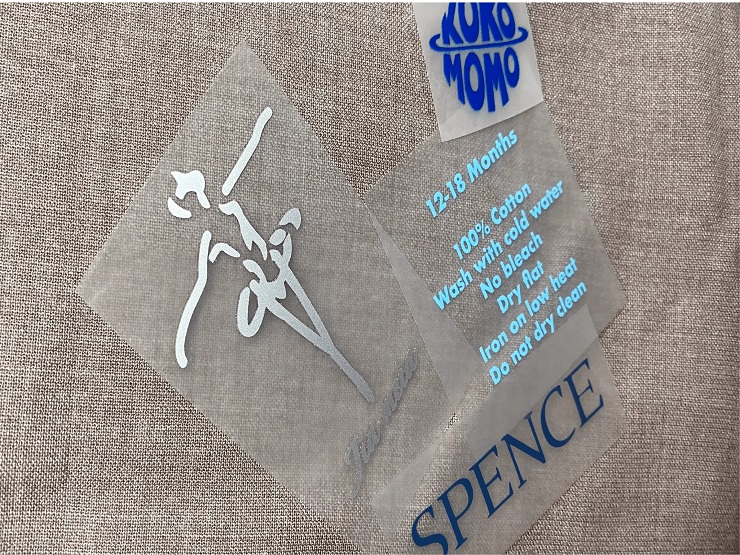 KUKO
MOMO
12-18 Months
100% Cotton
Wash with cold water
No bleach
Dry flat
Iron on low heat
Do not dry clean
SPENCE